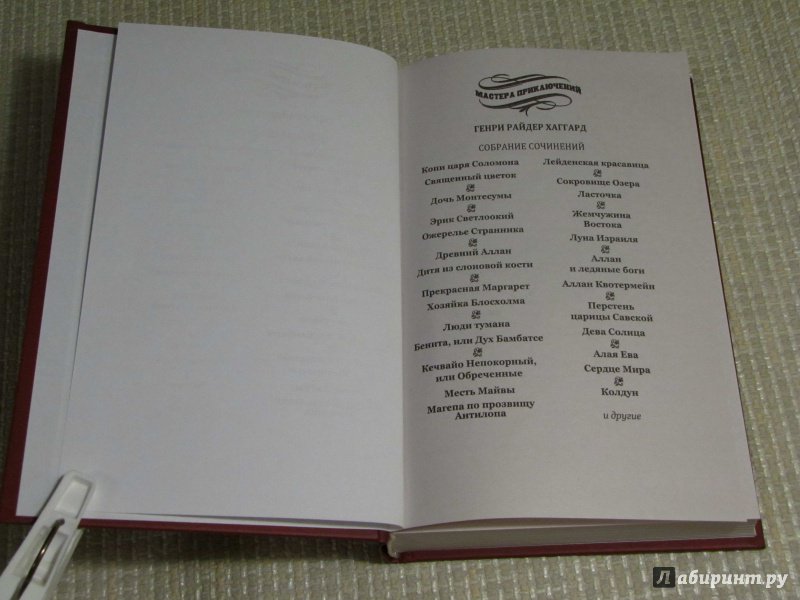 МАСТЕРА ПРИКЛЮЧЕНИЙ
ГЕНРИ РАЙДЕР ХАГГАРД
СОБРАНИЕ СОЧИНЕНИЙ
Копи царя Соломона
Священный цветок
Дочь Монтесумы
Эрик Светлоокий
Ожерелье Странника
Древний Аллан
Дитя из слоновой кости
Прекрасная Маргарет
Хозяйка Блосхолма
Люди тумана
Бенита, или Дух Бамбатсе
Кечвайо Непокорный,
или Обреченные
Месть Майвы
Магепа по прозвищу
Антилопа
Лейденская красавица
Сокровище Озера
Ласточка
Жемчужина
Востока
Луна Израиля
Аллан
и ледяные боги
Аллан Квотермейн
Перстень
царицы Савской
Дева Солнца
Алая Ева
Сердце Мира
Колдун
и другие
Лабиринт.ру